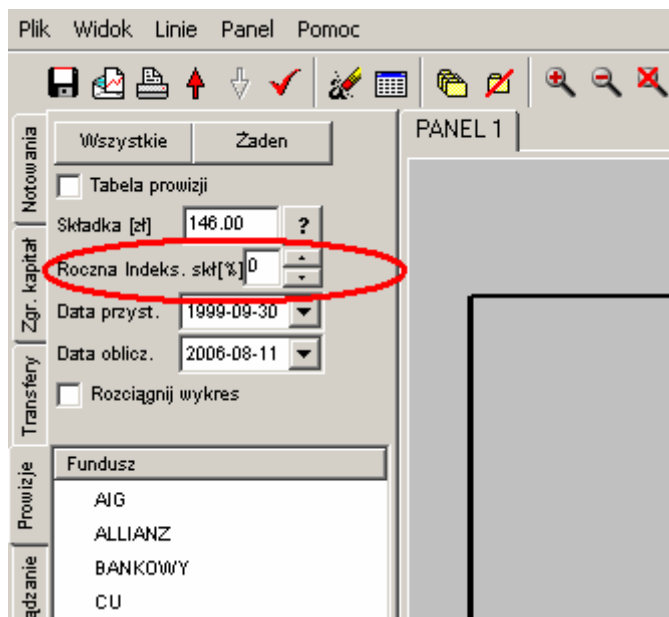 Plik Widok Linie Panel Pomoc
Notowania
Zgr. kapitał
Transfery
Prowizje
ądzanie
Wszystkie Żaden
Tabela prowizji
Składka [zł] 146.00 ?
Roczna Indeks. skł[%] 0
Data przyst. 1999-09-30
Data oblicz. 2006-08-11
Rozciągnij wykres
Fundusz
AIG
ALLIANZ
BANKOWY
CU
PANEL 1